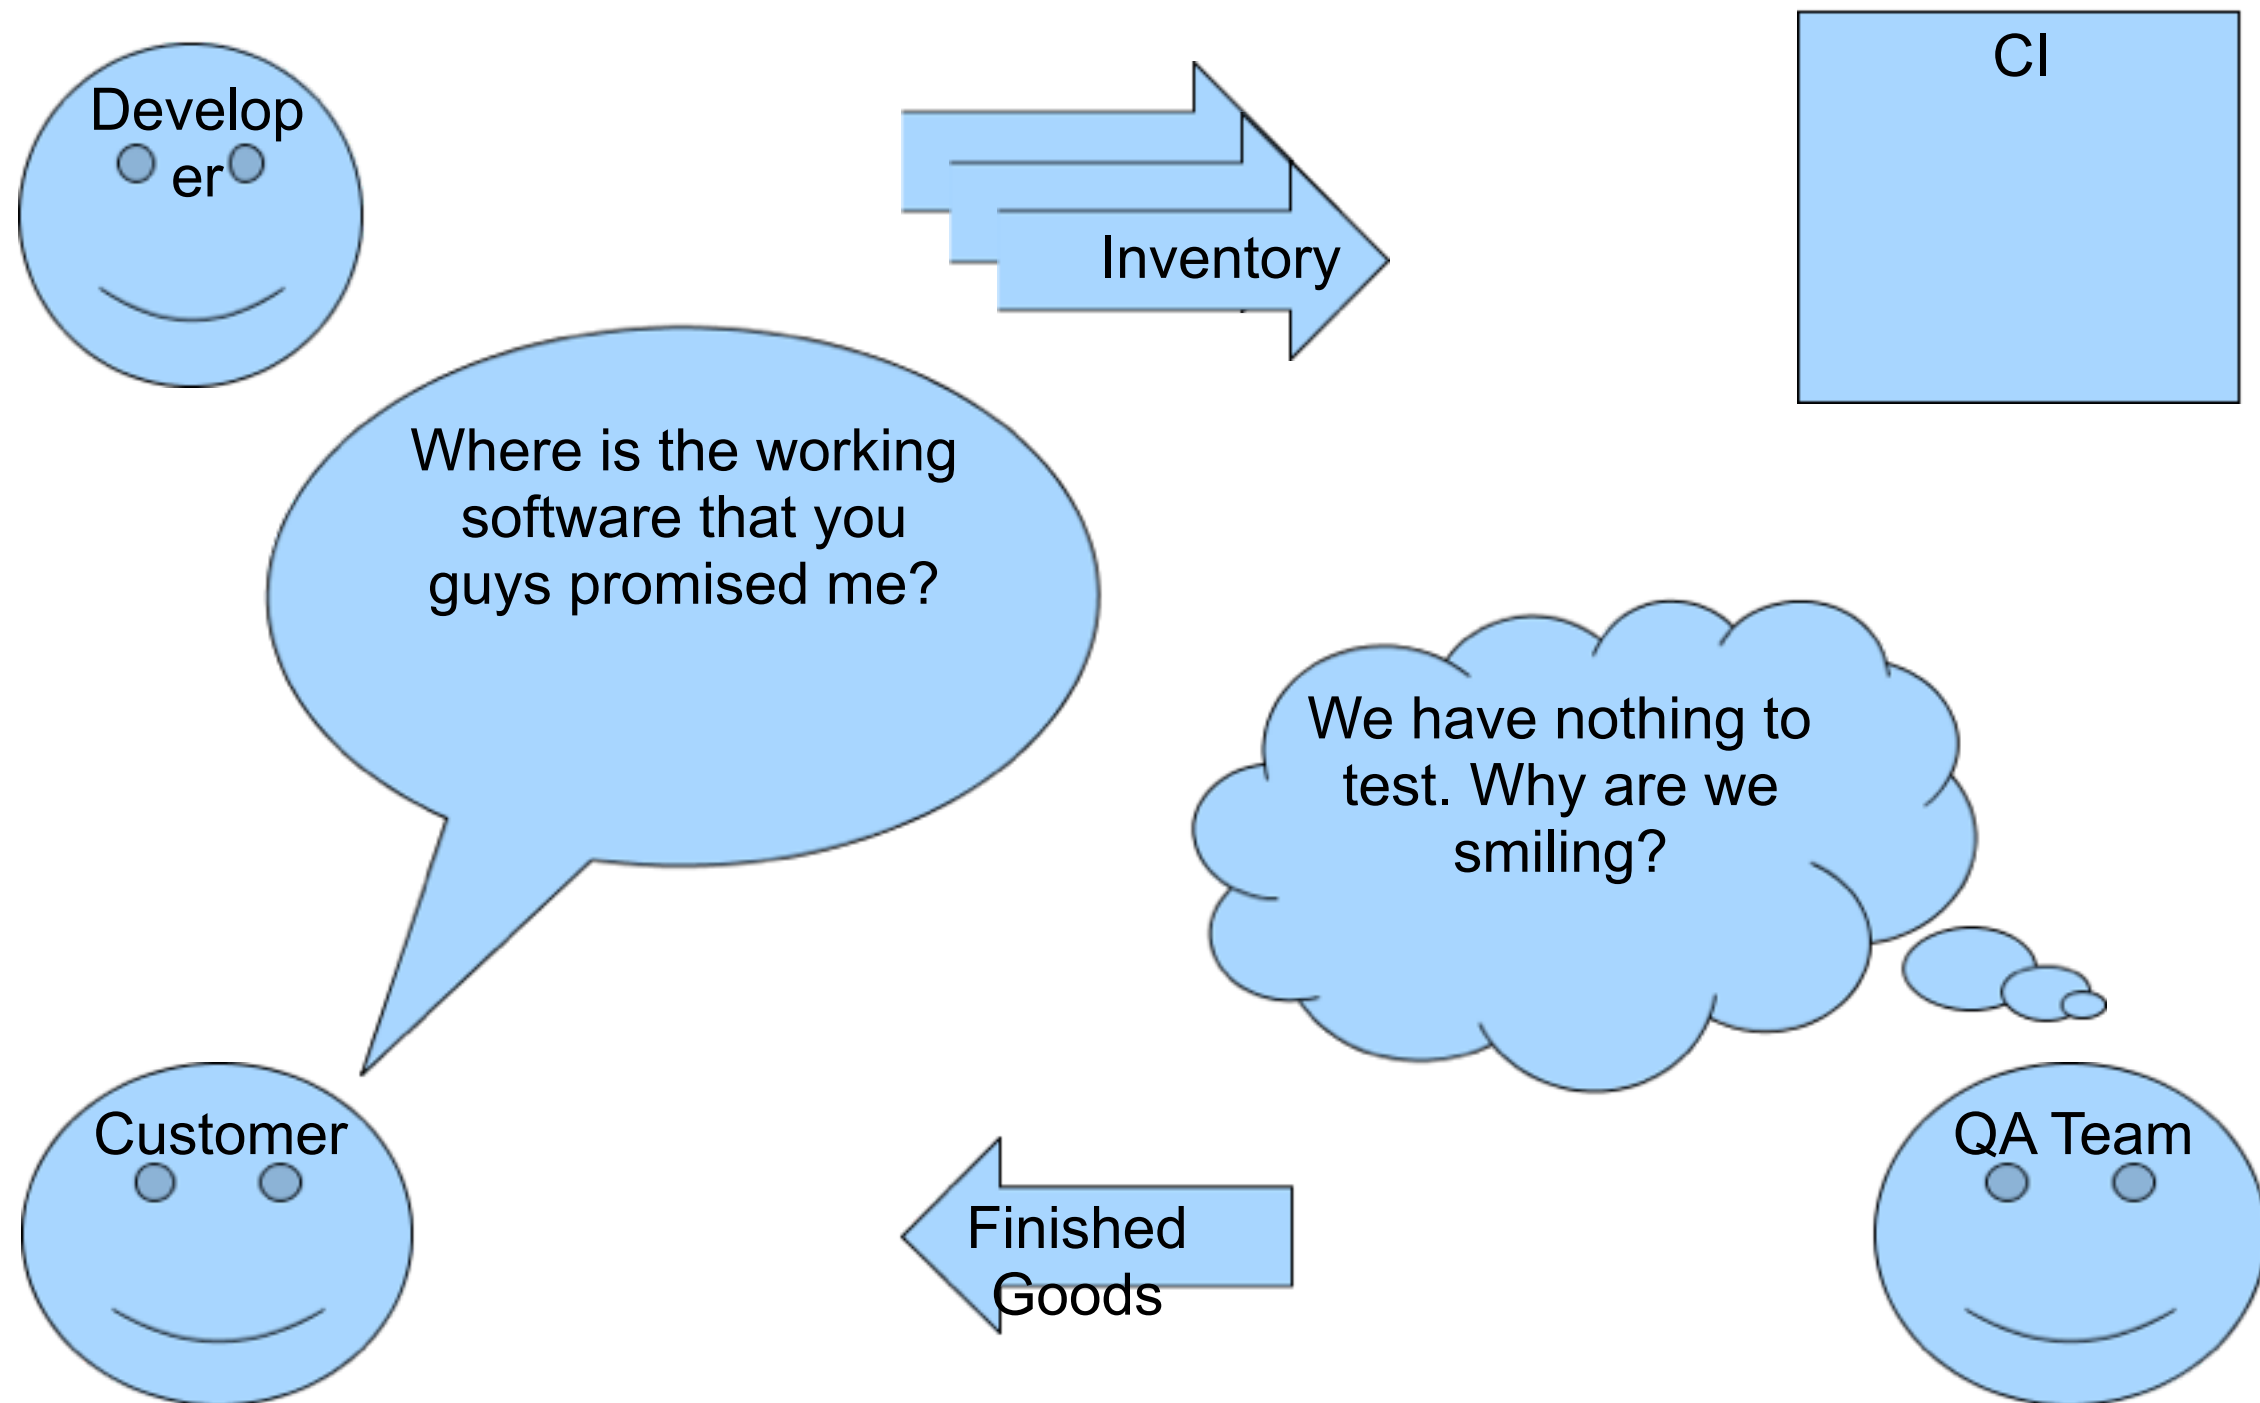 Develop
er
CI
Inventory
Where is the working
software that you
guys promised me?
We have nothing to
test. Why are we
smiling?
Customer
QA Team
Finished
Goods